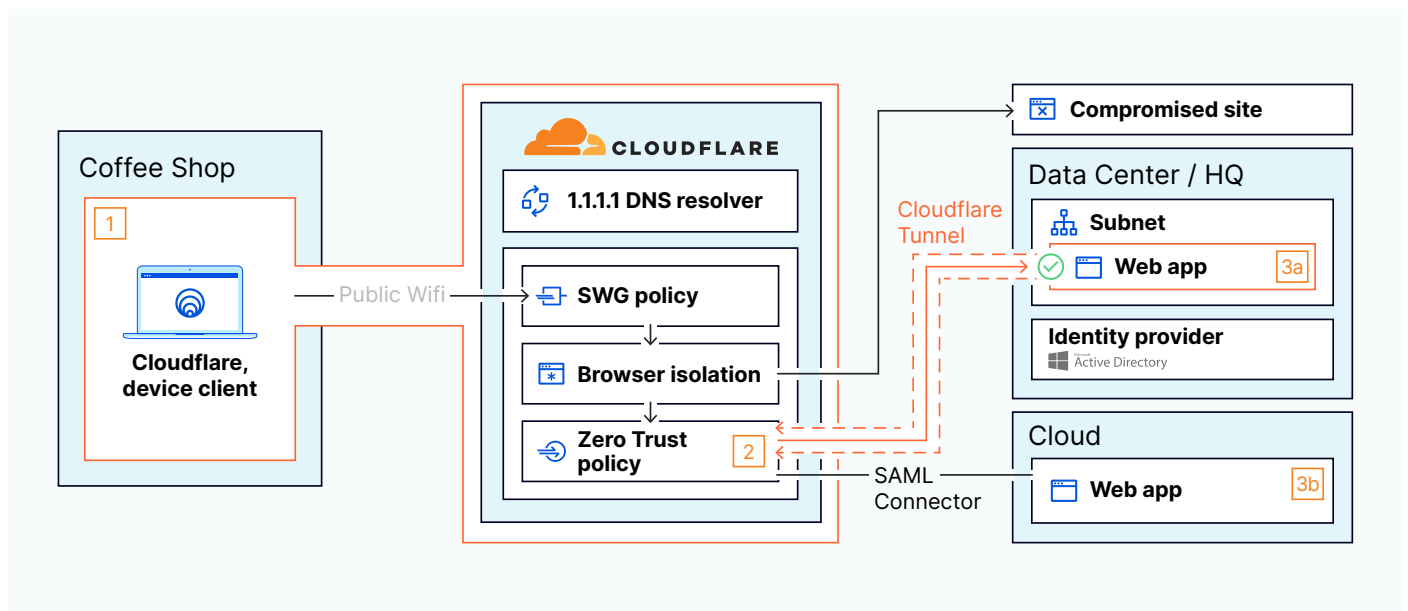 Coffee Shop
1
Cloudflare,
device client
Public Wifi
CLOUDFLARE
1.1.1.1 DNS resolver
SWG policy
Browser isolation
Zero Trust
policy
2
Cloudflare
Tunnel
SAML
Connector
Compromised site
Data Center / HQ
Subnet
Web app
3a
Identity provider
Microsoft
Active Directory
Cloud
Web app
3b